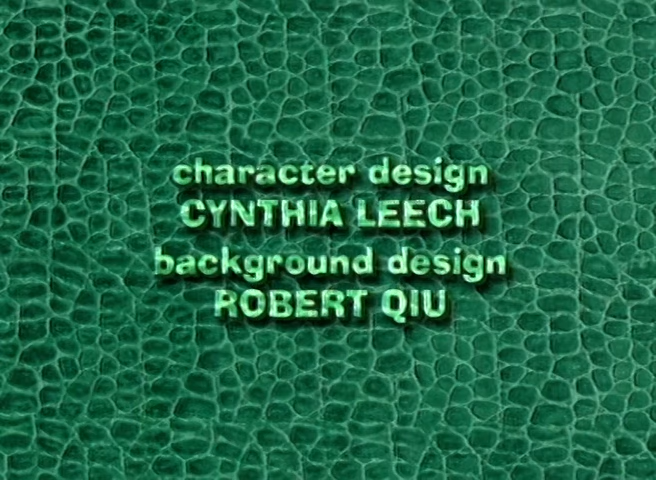 character design
CYNTHIA LEECH
background design
ROBERT QIU